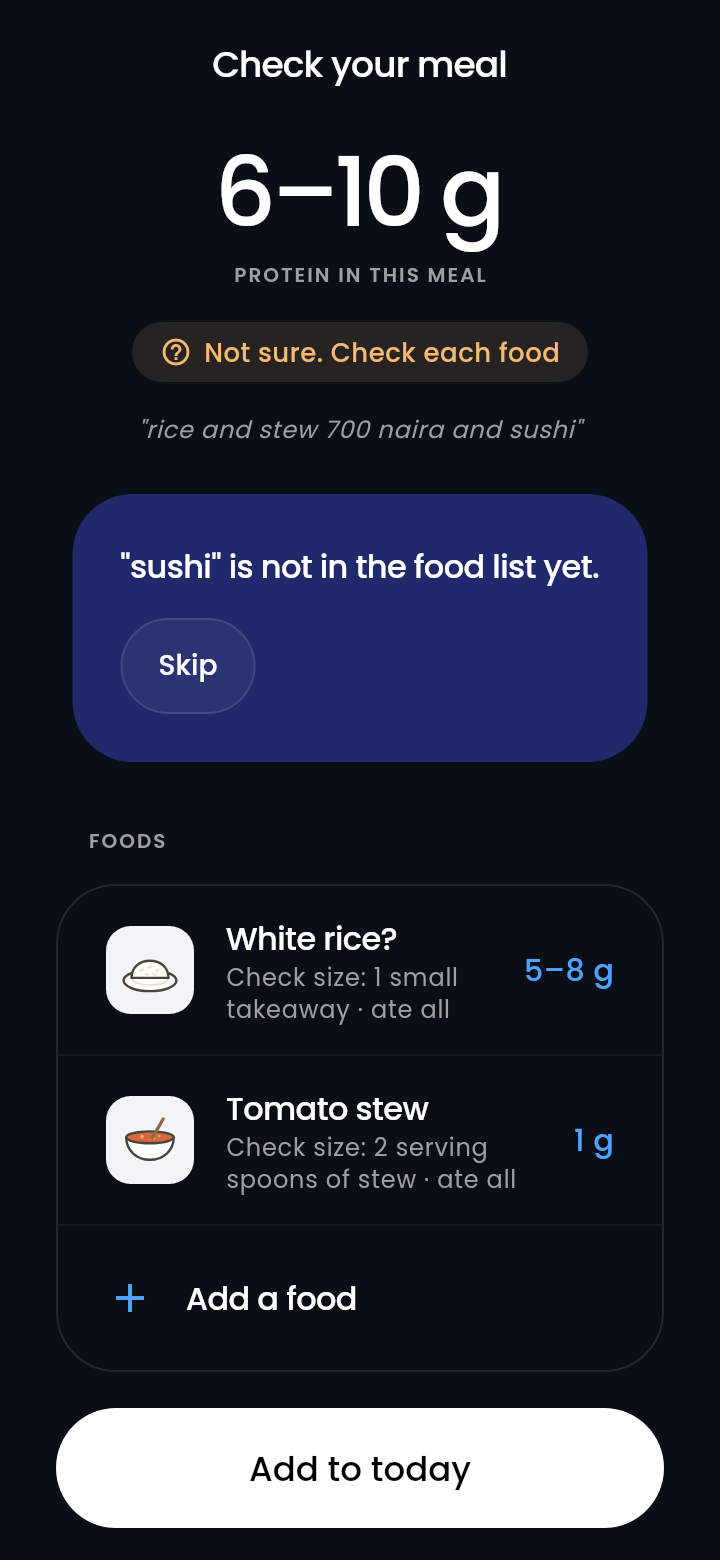 Check your meal
6–10 g
PROTEIN IN THIS MEAL
Not sure. Check each food
"rice and stew 700 naira and sushi"
"sushi" is not in the food list yet.
Skip
FOODS
White rice?
Check size: 1 small
takeaway · ate all
5–8 g
Tomato stew
Check size: 2 serving
spoons of stew · ate all
1 g
Add a food
Add to today